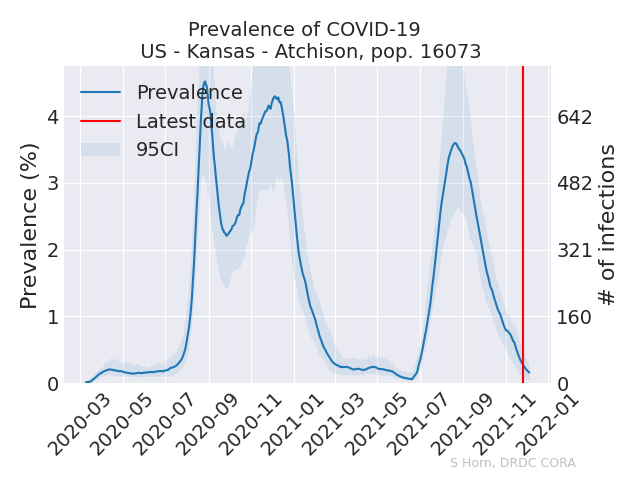 Prevalence of COVID-19
US - Kansas - Atchison, pop. 16073
Prevalence
Latest data
95CI
Prevalence (%)
4
3
2
1
0
642
482
321
160
0
# of infections
2020-03
2020-05
2020-07
2020-09
2020-11
2021-01
2021-03
2021-05
2021-07
2021-09
2021-11
2022-01
S Horn, DRDC CORA